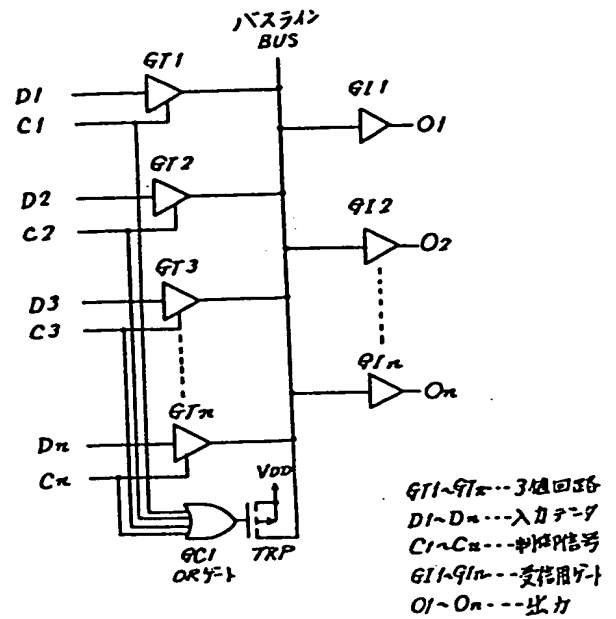 バスライン
BUS
GT1
D1
C1
GI1
O1
GT2
D2
C2
GI2
O2
GT3
D3
C3
GIn
On
GTn
Dn
Cn
VDD
GC1
ORゲート
TRP
GT1~GTn…3値回路
D1~Dn…入力データ
C1~Cn…制御信号
GI1~GIn…受信用ゲート
O1~On…出力